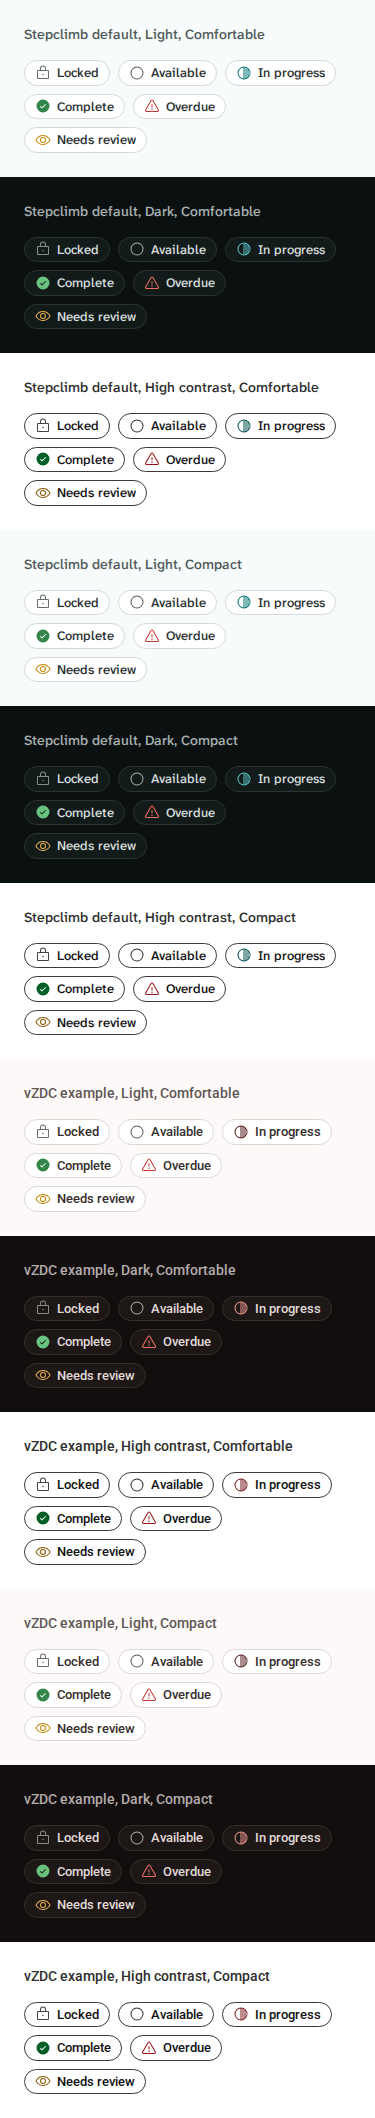 Stepclimb default, Light, Comfortable
Locked Available In progress
Complete Overdue
Needs review
Stepclimb default, Dark, Comfortable
Locked Available In progress
Complete Overdue
Needs review
Stepclimb default, High contrast, Comfortable
Locked Available In progress
Complete Overdue
Needs review
Stepclimb default, Light, Compact
Locked Available In progress
Complete Overdue
Needs review
Stepclimb default, Dark, Compact
Locked Available In progress
Complete Overdue
Needs review
Stepclimb default, High contrast, Compact
Locked Available In progress
Complete Overdue
Needs review
vZDC example, Light, Comfortable
Locked Available In progress
Complete Overdue
Needs review
vZDC example, Dark, Comfortable
Locked Available In progress
Complete Overdue
Needs review
vZDC example, High contrast, Comfortable
Locked Available In progress
Complete Overdue
Needs review
vZDC example, Light, Compact
Locked Available In progress
Complete Overdue
Needs review
vZDC example, Dark, Compact
Locked Available In progress
Complete Overdue
Needs review
vZDC example, High contrast, Compact
Locked Available In progress
Complete Overdue
Needs review